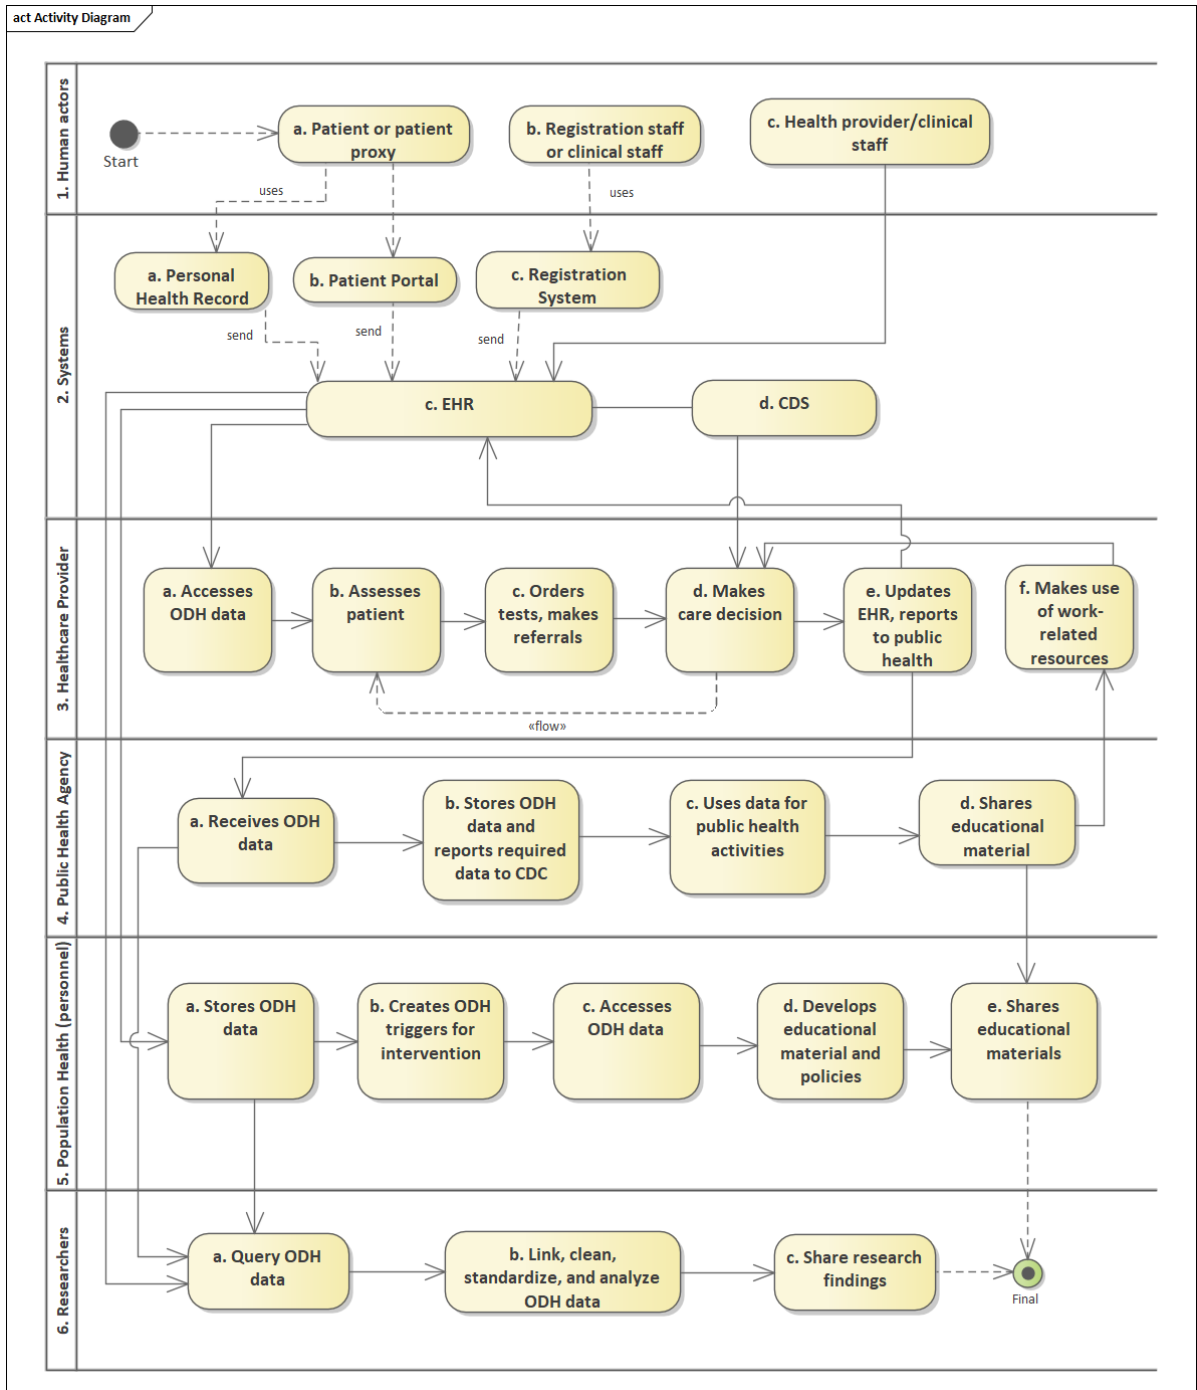 act Activity Diagram
1. Human actors
Start
a. Patient or patient
proxy
b. Registration staff
or clinical staff
c. Health provider/clinical
staff
uses
uses
2. Systems
a. Personal
Health Record
b. Patient Portal
c. Registration
System
send
send
send
c. EHR
d. CDS
3. Healthcare Provider
a. Accesses
ODH data
b. Assesses
patient
c. Orders
tests, makes
referrals
d. Makes
care decision
e. Updates
EHR, reports
to public
health
f. Makes use
of work-
related
resources
«flow»
4. Public Health Agency
a. Receives ODH
data
b. Stores ODH
data and
reports required
data to CDC
c. Uses data for
public health
activities
d. Shares
educational
material
5. Population Health (personnel)
a. Stores ODH
data
b. Creates ODH
triggers for
intervention
c. Accesses
ODH data
d. Develops
educational
material and
policies
e. Shares
educational
materials
6. Researchers
a. Query ODH
data
b. Link, clean,
standardize, and analyze
ODH data
c. Share research
findings
Final